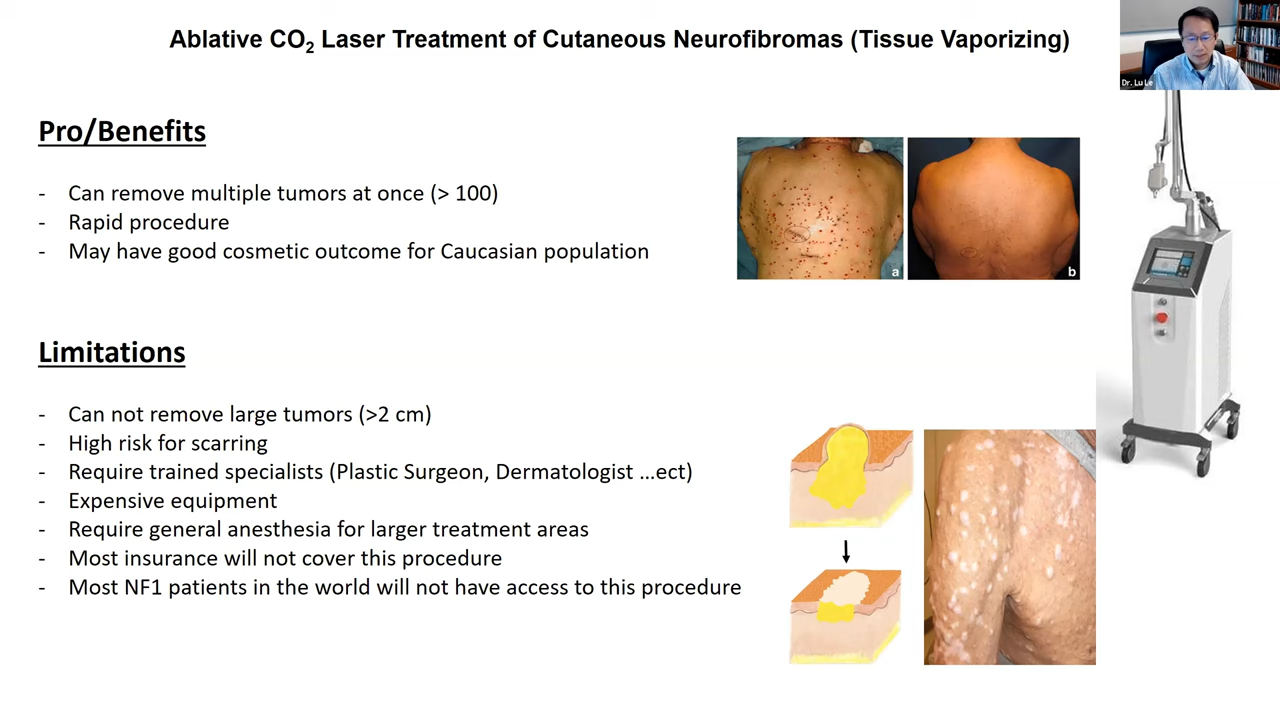 Ablative CO₂ Laser Treatment of Cutaneous Neurofibromas (Tissue Vaporizing)
Dr. Lu Le
Pro/Benefits
- Can remove multiple tumors at once (> 100)
- Rapid procedure
- May have good cosmetic outcome for Caucasian population
a
b
Limitations
- Can not remove large tumors (>2 cm)
- High risk for scarring
- Require trained specialists (Plastic Surgeon, Dermatologist ...ect)
- Expensive equipment
- Require general anesthesia for larger treatment areas
- Most insurance will not cover this procedure
- Most NF1 patients in the world will not have access to this procedure